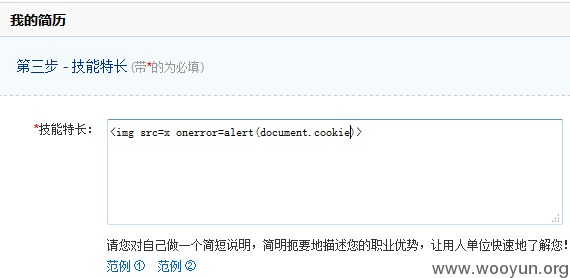 我的简历
第三步 - 技能特长 (带*的为必填)
*技能特长：
<img src=x onerror=alert(document.cookie)>
请您对自己做一个简短说明，简明扼要地描述您的职业优势，让用人单位快速地了解您！
范例① 范例②
www.wooyun.org